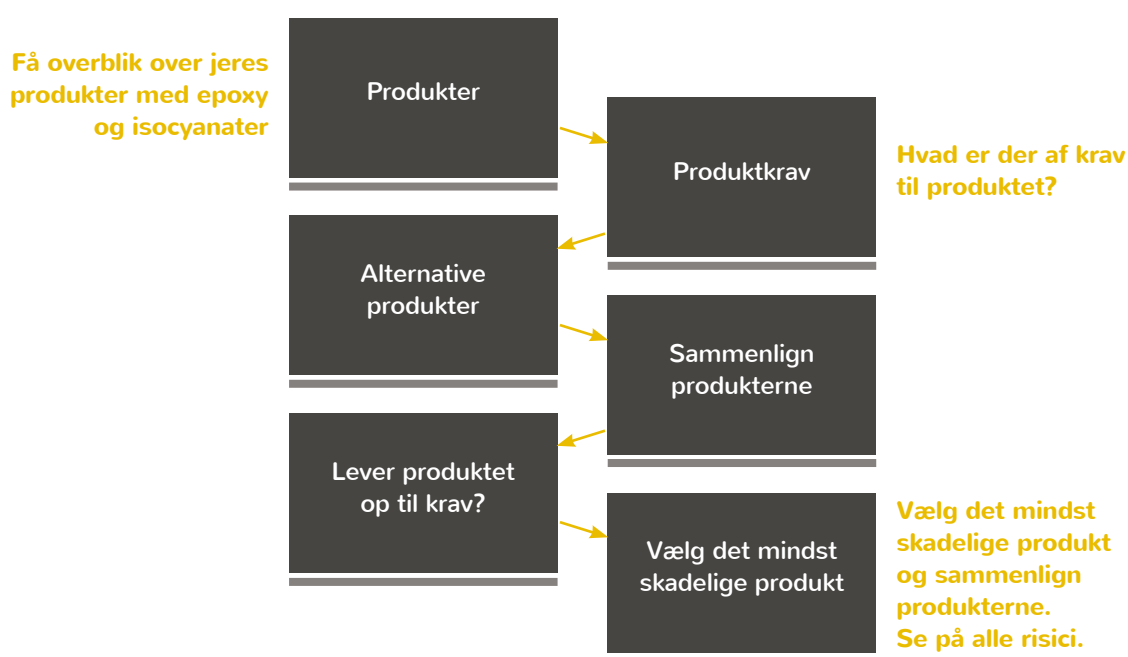 Få overblik over jeres
produkter med epoxy
og isocyanater
Produkter
Produktkrav
Hvad er der af krav
til produktet?
Alternative
produkter
Sammenlign
produkterne
Lever produktet
op til krav?
Vælg det mindst
skadelige produkt
Vælg det mindst
skadelige produkt
og sammenlign
produkterne.
Se på alle risici.